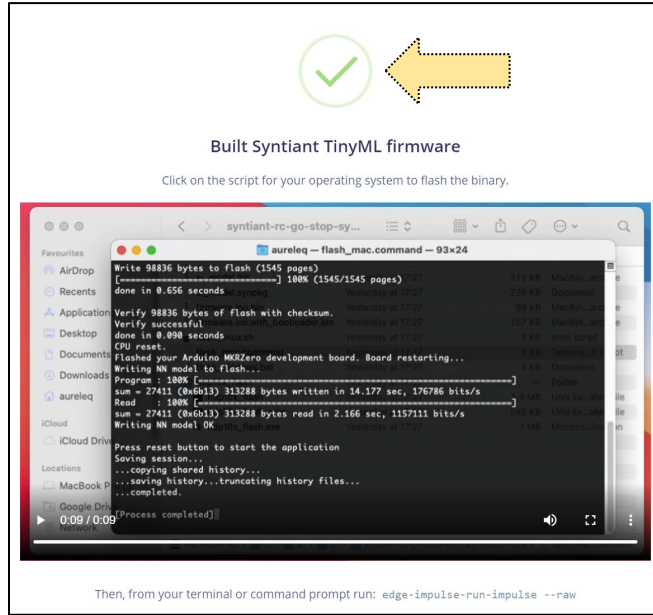 Built Syntiant TinyML firmware
Click on the script for your operating system to flash the binary.
syntiant-rc-go-stop-sy...
Favourites
AirDrop
Recents
Application
Desktop
Documents
Downloads
aureleq
iCloud
iCloud Drive
Locations
MacBook P
Google Drive
Network
aureleq — flash_mac.command — 93×24
Write 98836 bytes to flash (1545 pages)
[==============================] 100% (1545/1545 pages)
done in 0.656 seconds

Verify 98836 bytes of flash with checksum.
Verify successful
done in 0.090 seconds
CPU reset.
Flashed your Arduino MKRZero development board. Board restarting...
Writing NN model to flash...
Program : 100% [==================================================]
sum = 27411 (0x6b13) 313288 bytes written in 14.177 sec, 176786 bits/s
Read    : 100% [==================================================]
sum = 27411 (0x6b13) 313288 bytes read in 2.166 sec, 1157111 bits/s
Writing NN model OK

Press reset button to start the application
Saving session...
...copying shared history...
...saving history...truncating history files...
...completed.

[Process completed]
0:09 / 0:09
Then, from your terminal or command prompt run: edge-impulse-run-impulse --raw